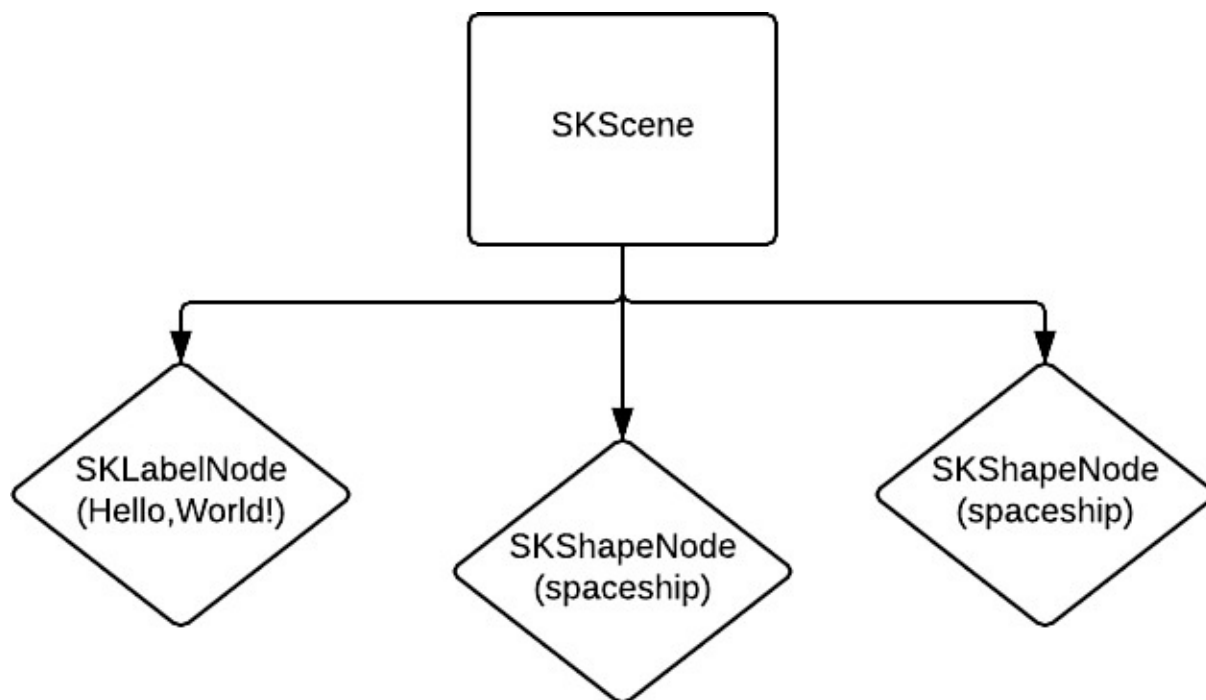 SKScene
SKLabelNode
(Hello,World!)
SKShapeNode
(spaceship)
SKShapeNode
(spaceship)